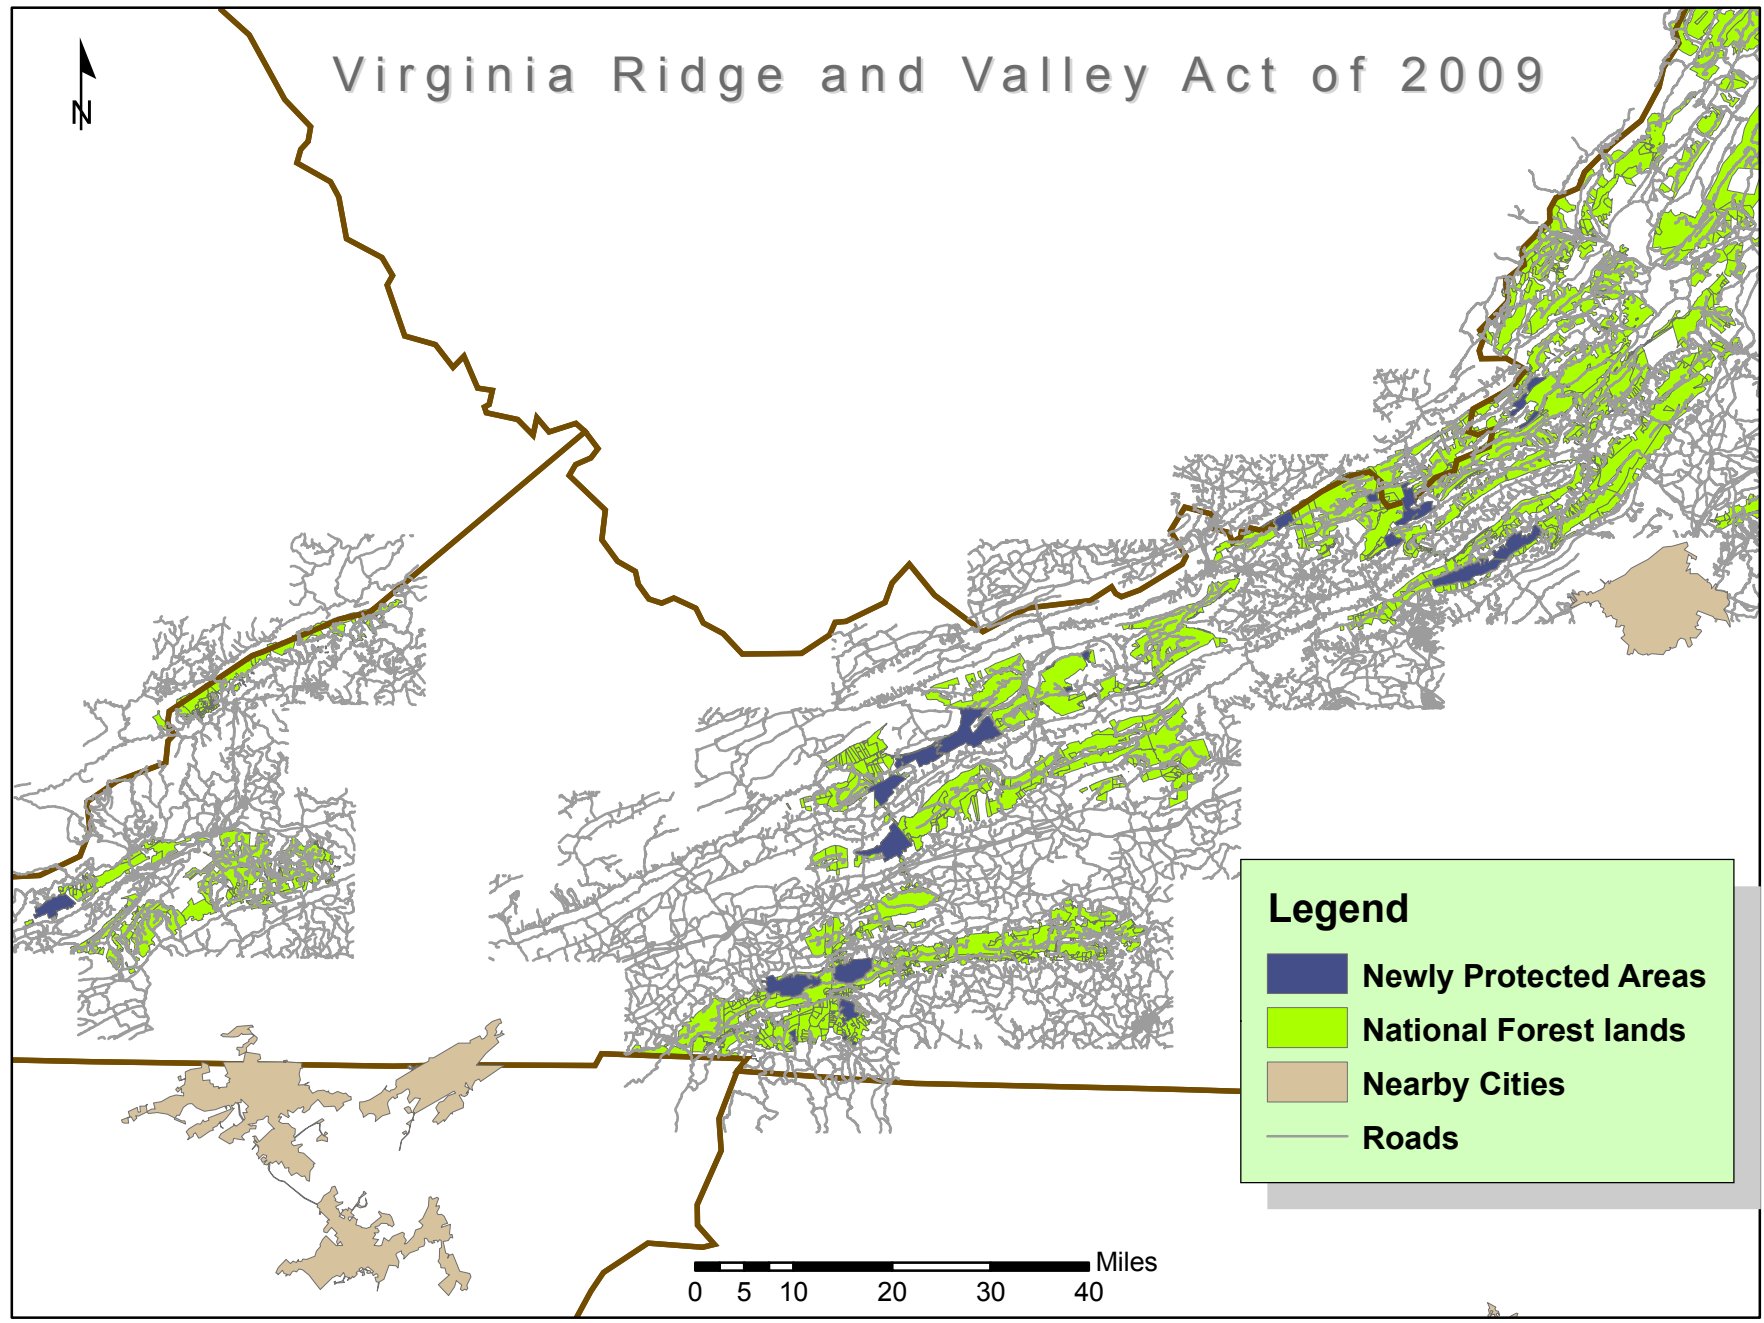 Virginia Ridge and Valley Act of 2009
N
Legend
Newly Protected Areas
National Forest lands
Nearby Cities
Roads
Miles
0 5 10 20 30 40